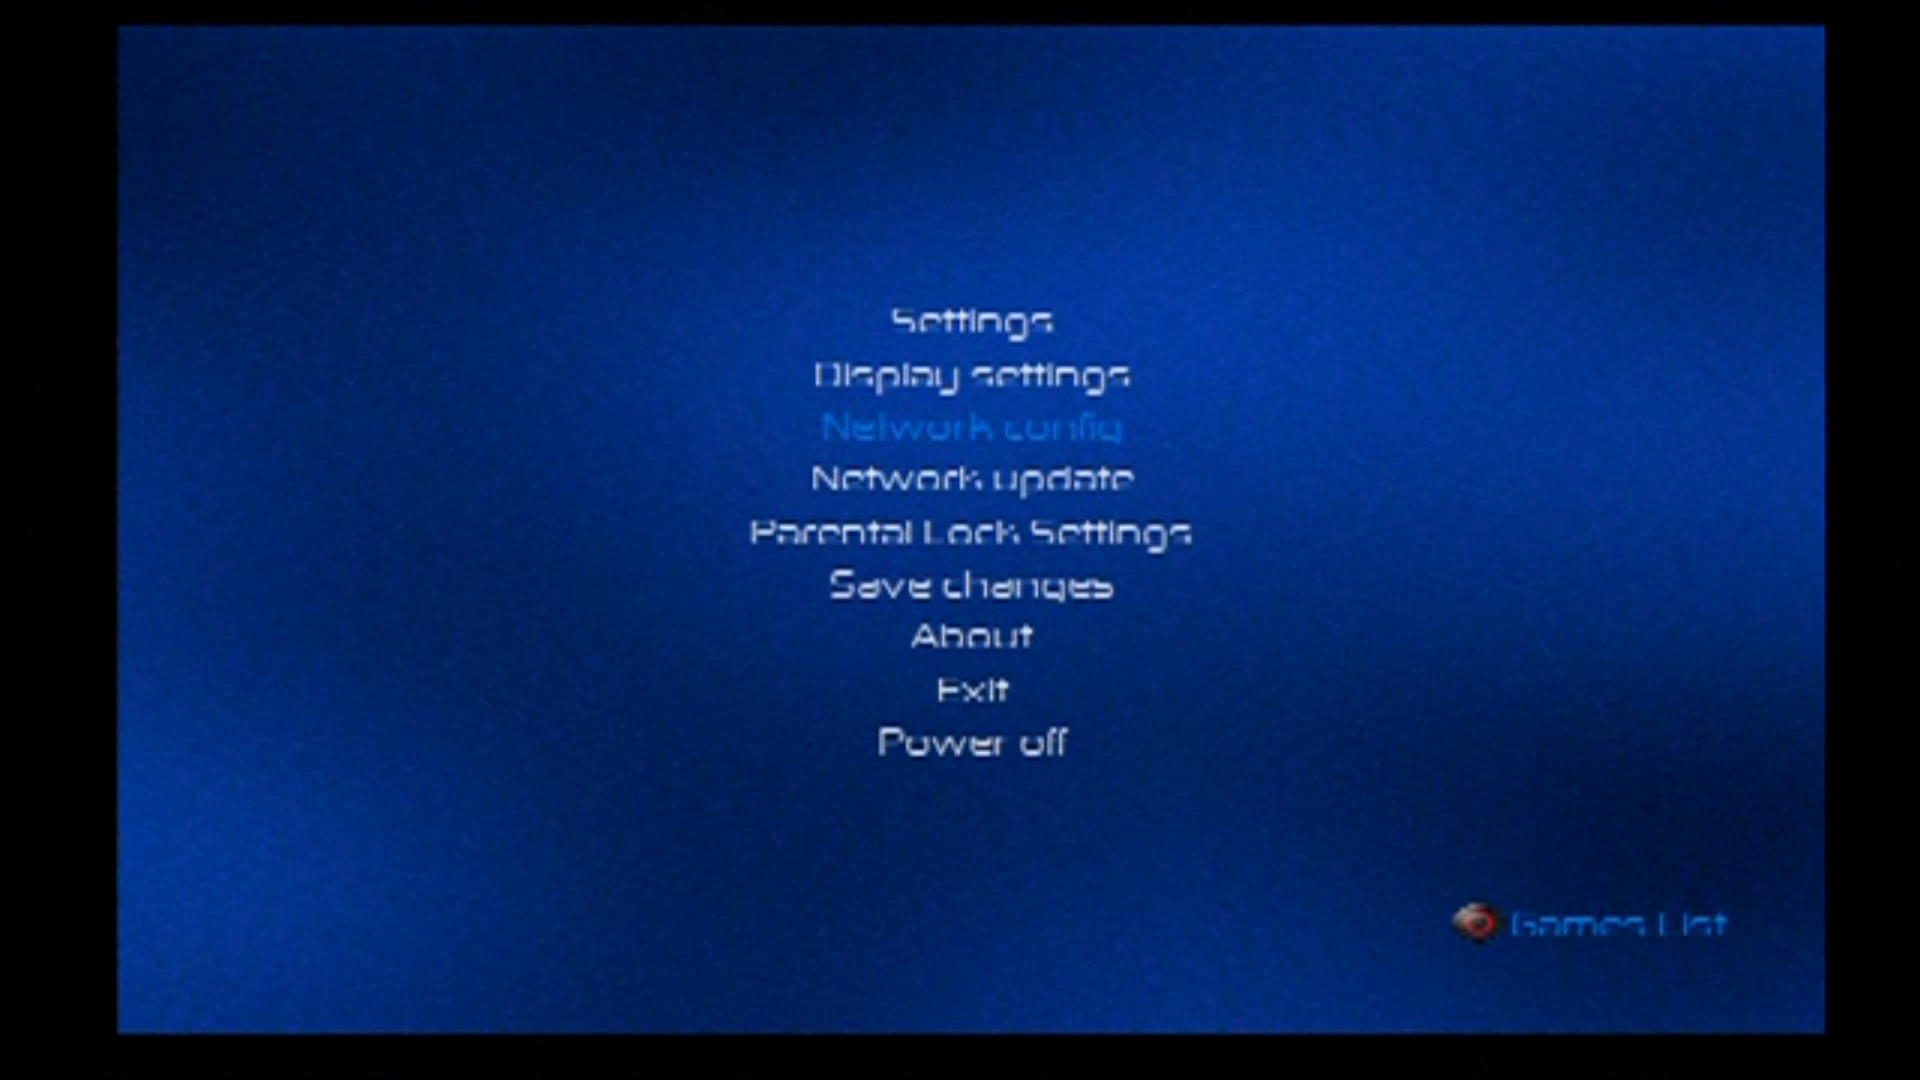 Settings
Display settings
Network config
Network update
Parental Lock Settings
Save changes
About
Exit
Power off
Games List